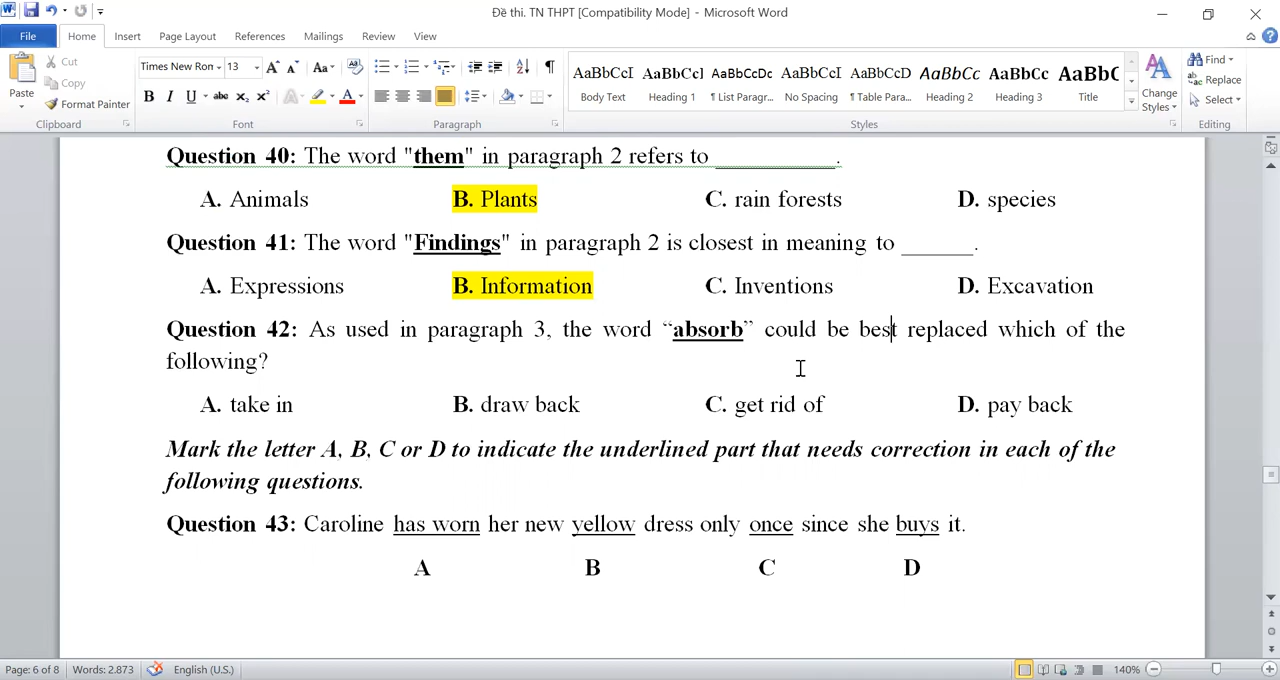 Đề thi. TN THPT [Compatibility Mode] - Microsoft Word
File Home Insert Page Layout References Mailings Review View
Paste
Cut
Copy
Format Painter
Clipboard
Times New Ron 13
Font
Paragraph
AaBbCcI AaBbCc] AaBbCcDc AaBbCcI AaBbCcD AaBbCc AaBbCc AaBbC
Body Text Heading 1 ¶ List Paragr... No Spacing ¶ Table Para... Heading 2 Heading 3 Title
Styles
Change Styles
Find
Replace
Select
Editing
Question 40: The word "them" in paragraph 2 refers to __________.
A. Animals B. Plants C. rain forests D. species
Question 41: The word "Findings" in paragraph 2 is closest in meaning to ______.
A. Expressions B. Information C. Inventions D. Excavation
Question 42: As used in paragraph 3, the word “absorb” could be best replaced which of the
following?
A. take in B. draw back C. get rid of D. pay back
Mark the letter A, B, C or D to indicate the underlined part that needs correction in each of the
following questions.
Question 43: Caroline has worn her new yellow dress only once since she buys it.
A B C D
Page: 6 of 8 Words: 2.873 English (U.S.) 140%